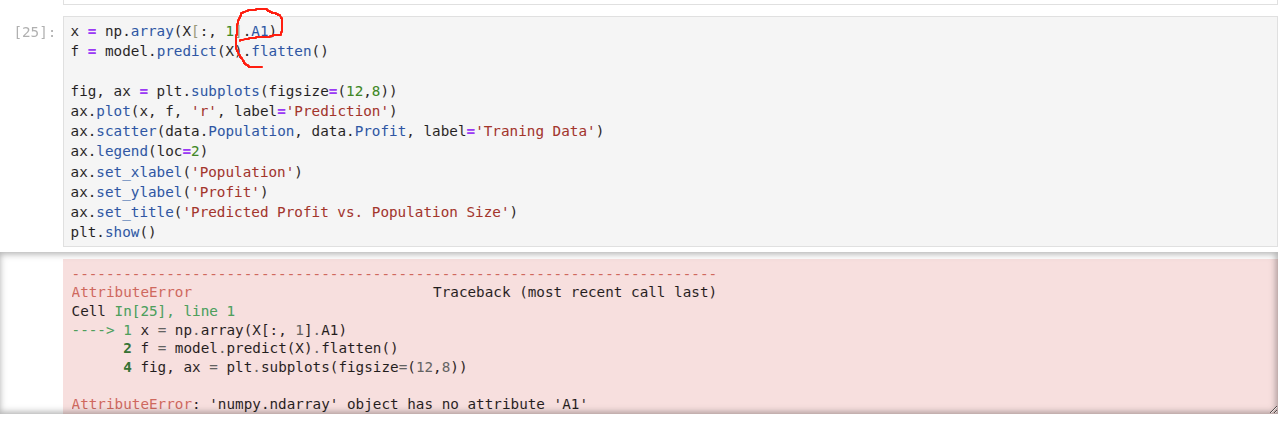 [25]:
x = np.array(X[:, 1].A1)
f = model.predict(X).flatten()
fig, ax = plt.subplots(figsize=(12,8))
ax.plot(x, f, 'r', label='Prediction')
ax.scatter(data.Population, data.Profit, label='Traning Data')
ax.legend(loc=2)
ax.set_xlabel('Population')
ax.set_ylabel('Profit')
ax.set_title('Predicted Profit vs. Population Size')
plt.show()
---------------------------------------------------------------------------
AttributeError                            Traceback (most recent call last)
Cell In[25], line 1
----> 1 x = np.array(X[:, 1].A1)
      2 f = model.predict(X).flatten()
      4 fig, ax = plt.subplots(figsize=(12,8))
AttributeError: 'numpy.ndarray' object has no attribute 'A1'